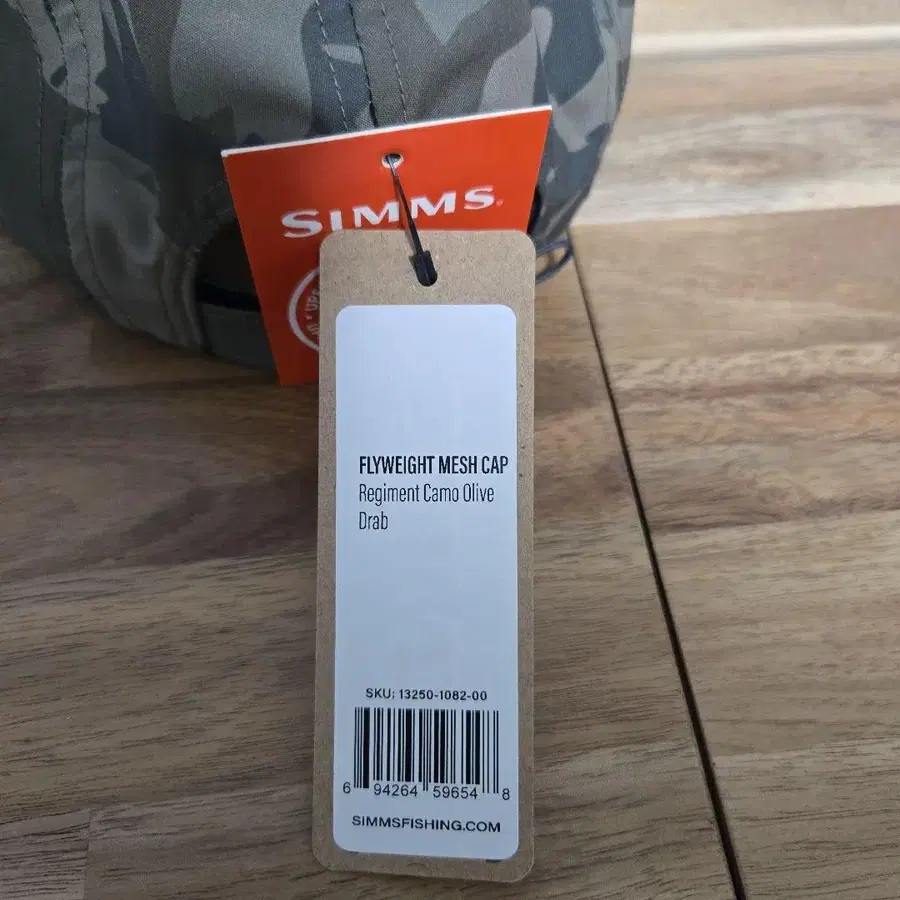 SIMMS
FLYWEIGHT MESH CAP
Regiment Camo Olive
Drab
SKU: 13250-1082-00
6 94264 59654 8
SIMMSFISHING.COM